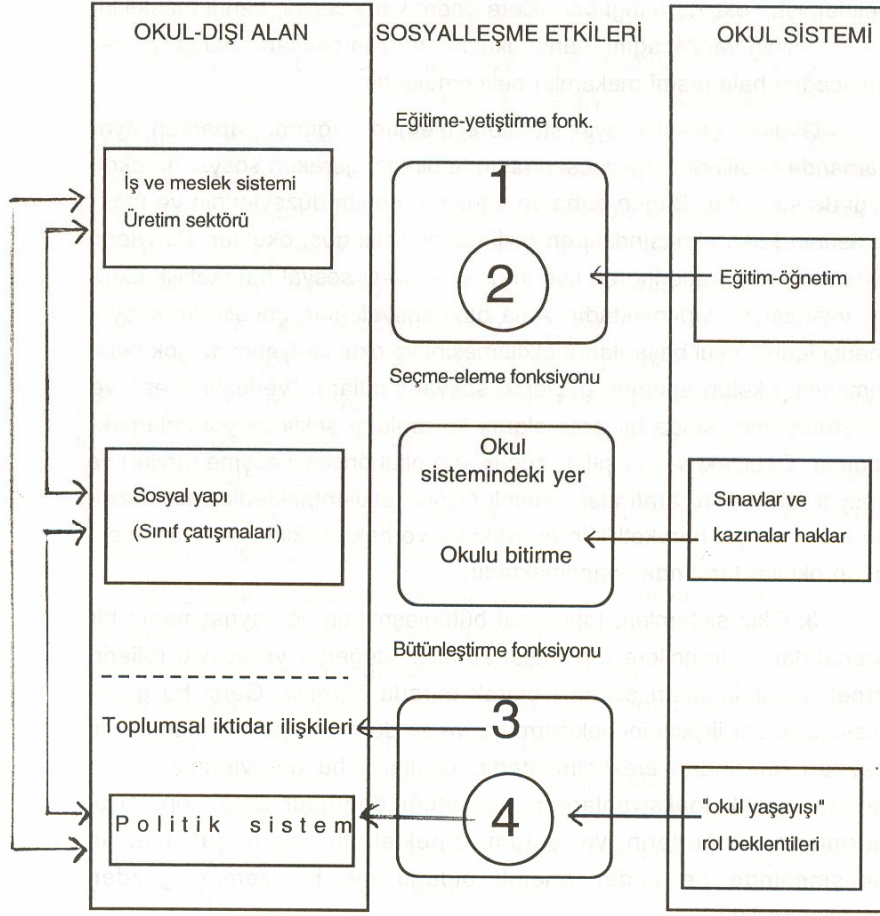 OKUL-DIŞI ALAN
SOSYALLEŞME ETKİLERİ
OKUL SİSTEMİ
Eğitime-yetiştirme fonk.
İş ve meslek sistemi
Üretim sektörü
1
2
Eğitim-öğnetim
Seçme-eleme fonksiyonu
Okul
sistemindeki yer
Okulu bitirme
Sosyal yapı
(Sınıf çatışmaları)
Sınavlar ve
kazınalar haklar
Bütünleştirme fonksiyonu
Toplumsal iktidar ilişkileri
3
4
Politik sistem
"okul yaşayışı"
rol beklentileri